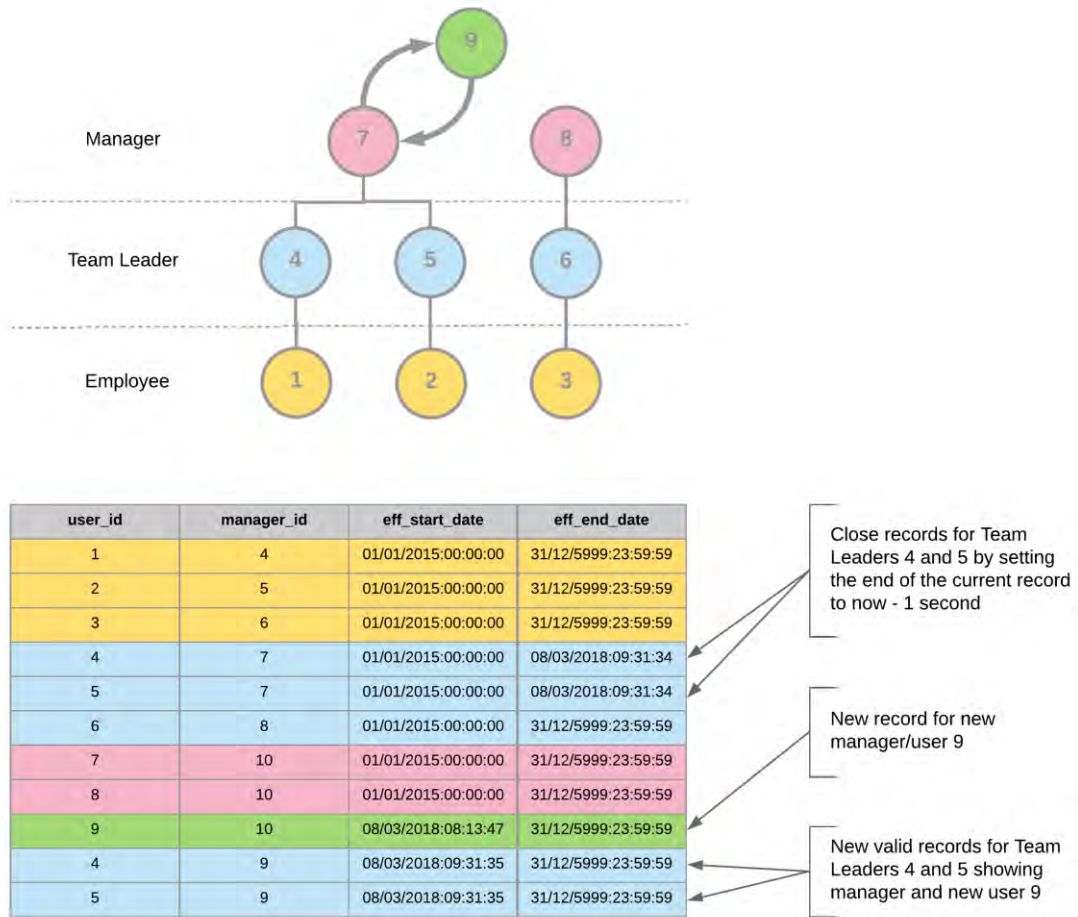 9
Manager
7
8
Team Leader
4
5
6
Employee
1
2
3
user_id manager_id eff_start_date eff_end_date
1 4 01/01/2015:00:00:00 31/12/5999:23:59:59
2 5 01/01/2015:00:00:00 31/12/5999:23:59:59
3 6 01/01/2015:00:00:00 31/12/5999:23:59:59
4 7 01/01/2015:00:00:00 08/03/2018:09:31:34
5 7 01/01/2015:00:00:00 08/03/2018:09:31:34
6 8 01/01/2015:00:00:00 31/12/5999:23:59:59
7 10 01/01/2015:00:00:00 31/12/5999:23:59:59
8 10 01/01/2015:00:00:00 31/12/5999:23:59:59
9 10 08/03/2018:08:13:47 31/12/5999:23:59:59
4 9 08/03/2018:09:31:35 31/12/5999:23:59:59
5 9 08/03/2018:09:31:35 31/12/5999:23:59:59
Close records for Team
Leaders 4 and 5 by setting
the end of the current record
to now - 1 second
New record for new
manager/user 9
New valid records for Team
Leaders 4 and 5 showing
manager and new user 9